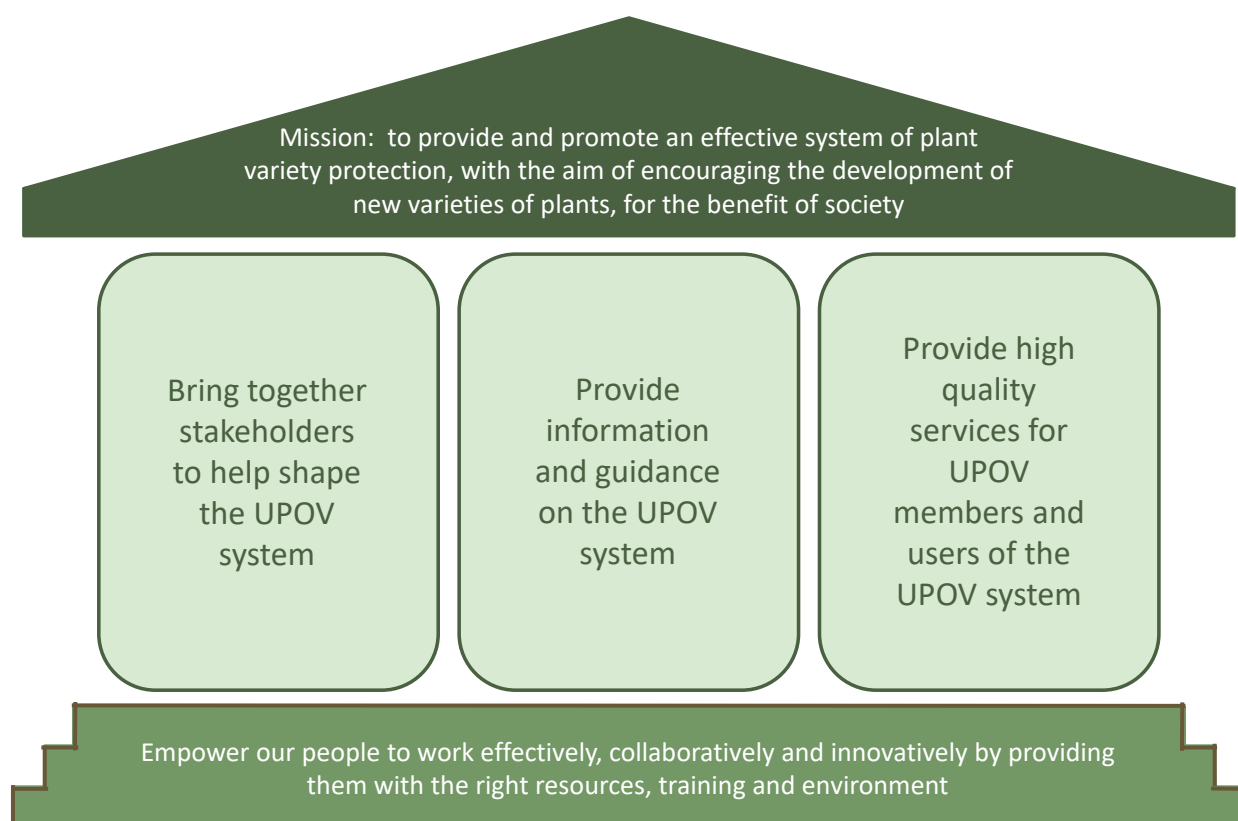 Mission:  to provide and promote an effective system of plant
variety protection, with the aim of encouraging the development of
new varieties of plants, for the benefit of society
Bring together
stakeholders
to help shape
the UPOV
system
Provide
information
and guidance
on the UPOV
system
Provide high
quality
services for
UPOV
members and
users of the
UPOV system
Empower our people to work effectively, collaboratively and innovatively by providing
them with the right resources, training and environment